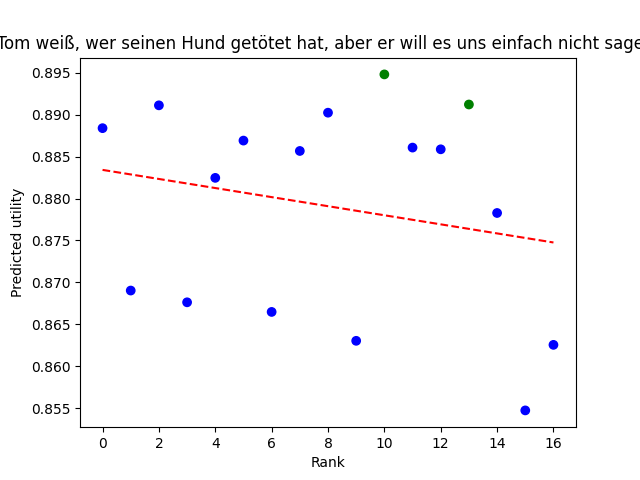 Tom weiß, wer seinen Hund getötet hat, aber er will es uns einfach nicht sage
0.895
0.890
0.885
0.880
0.875
0.870
0.865
0.860
0.855
Predicted utility
0 2 4 6 8 10 12 14 16
Rank